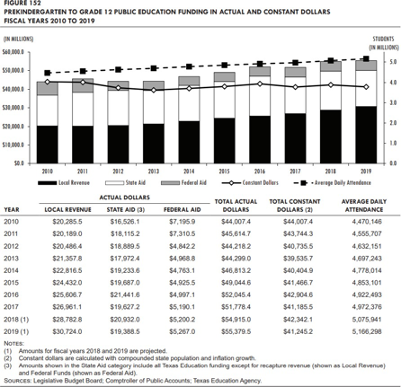 FIGURE 152
PREKINDERGARTEN TO GRADE 12 PUBLIC EDUCATION FUNDING IN ACTUAL AND CONSTANT DOLLARS
FISCAL YEARS 2010 TO 2019
(IN MILLIONS) STUDENTS
(IN MILLIONS)
$60,000.0
$50,000.0 5.0
$40,000.0 4.0
$30,000.0 3.0
$20,000.0 2.0
$10,000.0 1.0
$0.0 0.0
2010 2011 2012 2013 2014 2015 2016 2017 2018 2019
Local Revenue State Aid Federal Aid Constant Dollars Average Daily Attendance
ACTUAL DOLLARS
YEAR LOCAL REVENUE STATE AID (3) FEDERAL AID TOTAL ACTUAL DOLLARS TOTAL CONSTANT DOLLARS (2) AVERAGE DAILY ATTENDANCE
2010 $20,285.5 $16,526.1 $7,195.9 $44,007.4 $44,007.4 4,470,146
2011 $20,189.0 $18,115.2 $7,310.5 $45,614.7 $44,744.3 4,555,707
2012 $20,486.4 $18,889.5 $4,842.2 $44,218.2 $40,735.5 4,632,151
2013 $21,357.8 $17,972.4 $4,968.8 $44,299.0 $39,535.7 4,697,243
2014 $22,816.5 $19,233.6 $4,763.1 $46,813.2 $40,404.9 4,778,014
2015 $24,432.0 $19,687.0 $4,925.5 $49,044.6 $41,466.7 4,853,101
2016 $25,606.7 $21,441.6 $4,997.1 $52,045.4 $42,904.6 4,922,493
2017 $26,961.1 $19,627.2 $5,190.1 $51,778.4 $41,185.5 4,972,376
2018 (1) $28,782.8 $20,932.0 $5,200.2 $54,915.0 $42,342.1 5,075,941
2019 (1) $30,724.0 $19,388.5 $5,267.0 $55,379.5 $41,245.2 5,166,298
NOTES:
(1) Amounts for fiscal years 2018 and 2019 are projected.
(2) Constant dollars are calculated with compounded state population and inflation growth.
(3) Amounts shown in the State Aid category include all Texas Education funding except for recapture revenue (shown as Local Revenue)
and Federal Funds (shown as Federal Aid).
SOURCES: Legislative Budget Board; Comptroller of Public Accounts; Texas Education Agency.